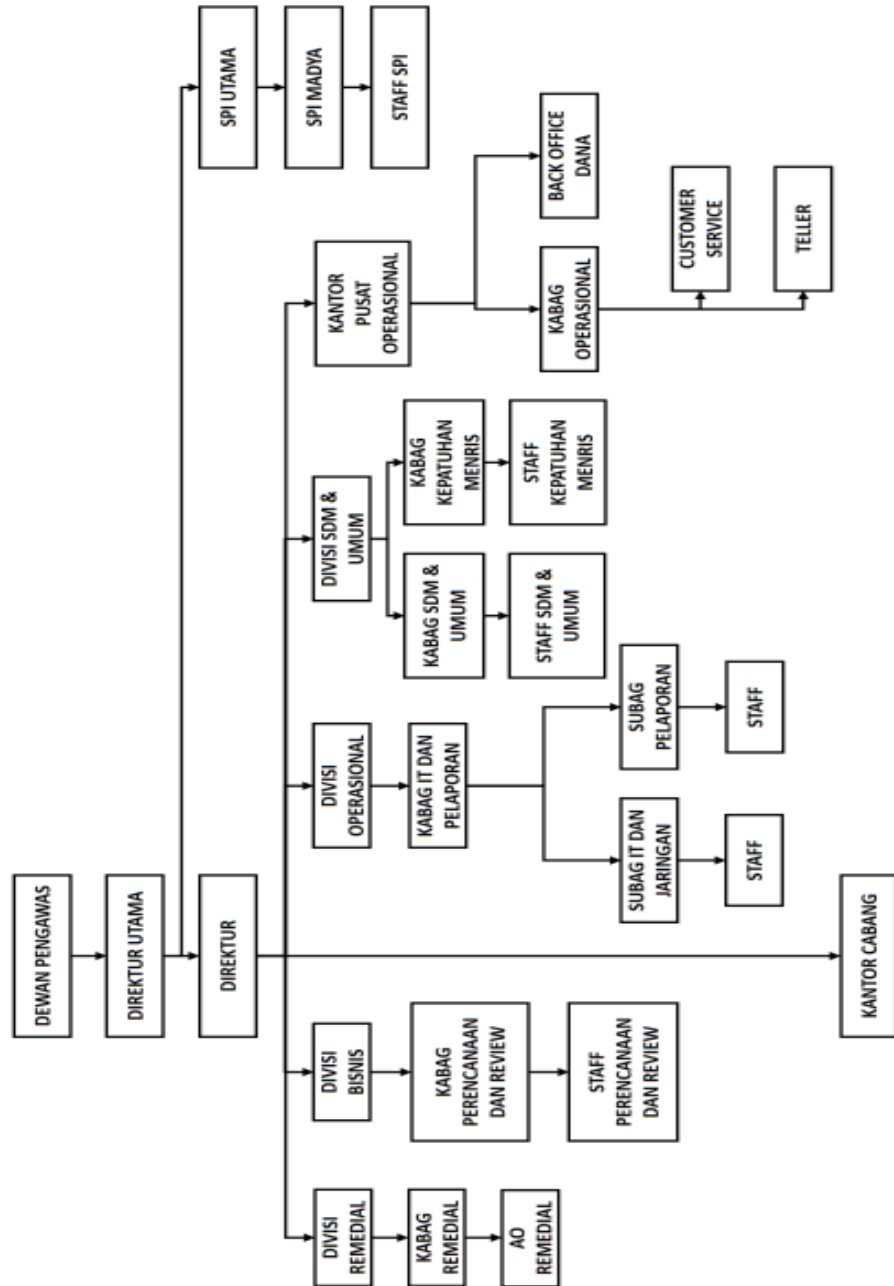 DEWAN PENGAWAS
DIREKTUR UTAMA
DIREKTUR
SPI UTAMA
SPI MADYA
STAFF SPI
DIVISI
REMEDIAL
KABAG
REMEDIAL
AO
REMEDIAL
DIVISI
BISNIS
KABAG
PERENCANAAN
DAN REVIEW
STAFF
PERENCANAAN
DAN REVIEW
KANTOR CABANG
DIVISI
OPERASIONAL
KABAG IT DAN
PELAPORAN
SUBAG IT DAN
JARINGAN
STAFF
SUBAG
PELAPORAN
STAFF
DIVISI SDM &
UMUM
KABAG SDM &
UMUM
STAFF SDM &
UMUM
KABAG
KEPATUHAN
MENRIS
STAFF
KEPATUHAN
MENRIS
KANTOR
PUSAT
OPERASIONAL
KABAG
OPERASIONAL
BACK OFFICE
DANA
CUSTOMER
SERVICE
TELLER